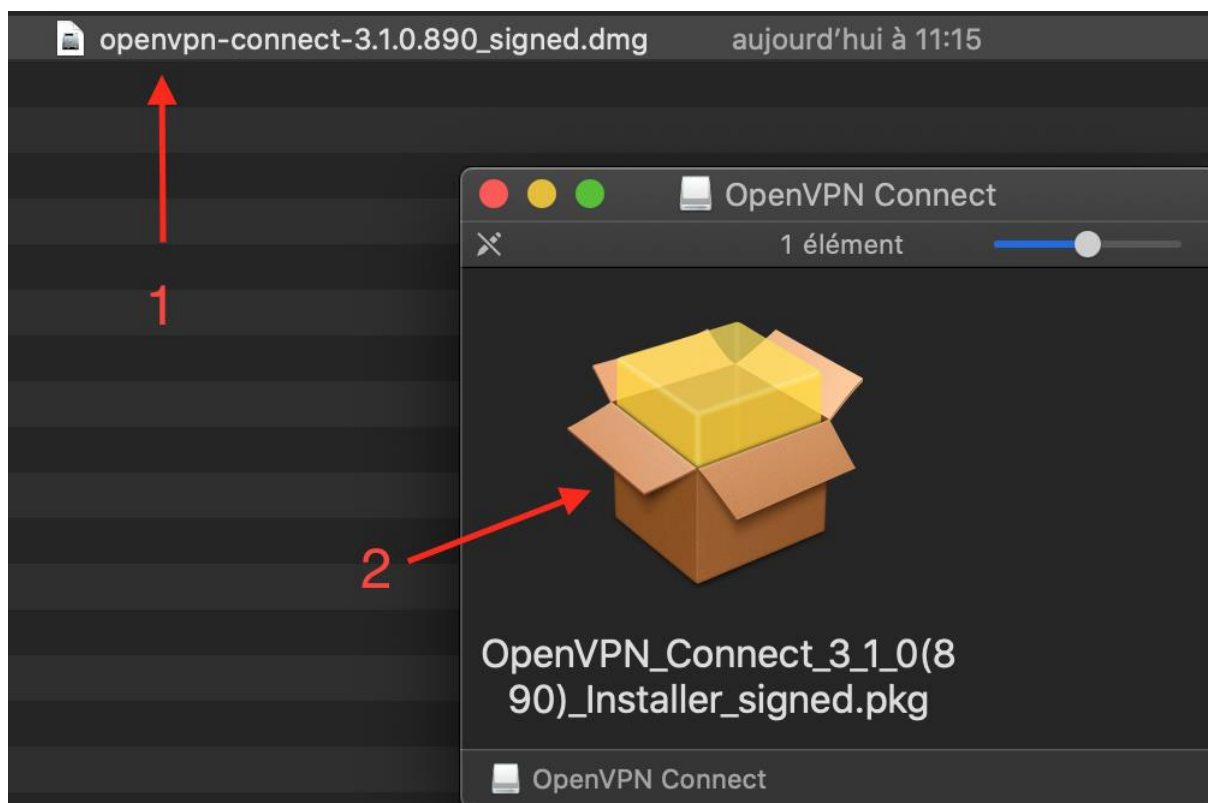 openvpn-connect-3.1.0.890_signed.dmg aujourd'hui à 11:15
1
OpenVPN Connect
1 élément
2
OpenVPN_Connect_3_1_0(8
90)_Installer_signed.pkg
OpenVPN Connect